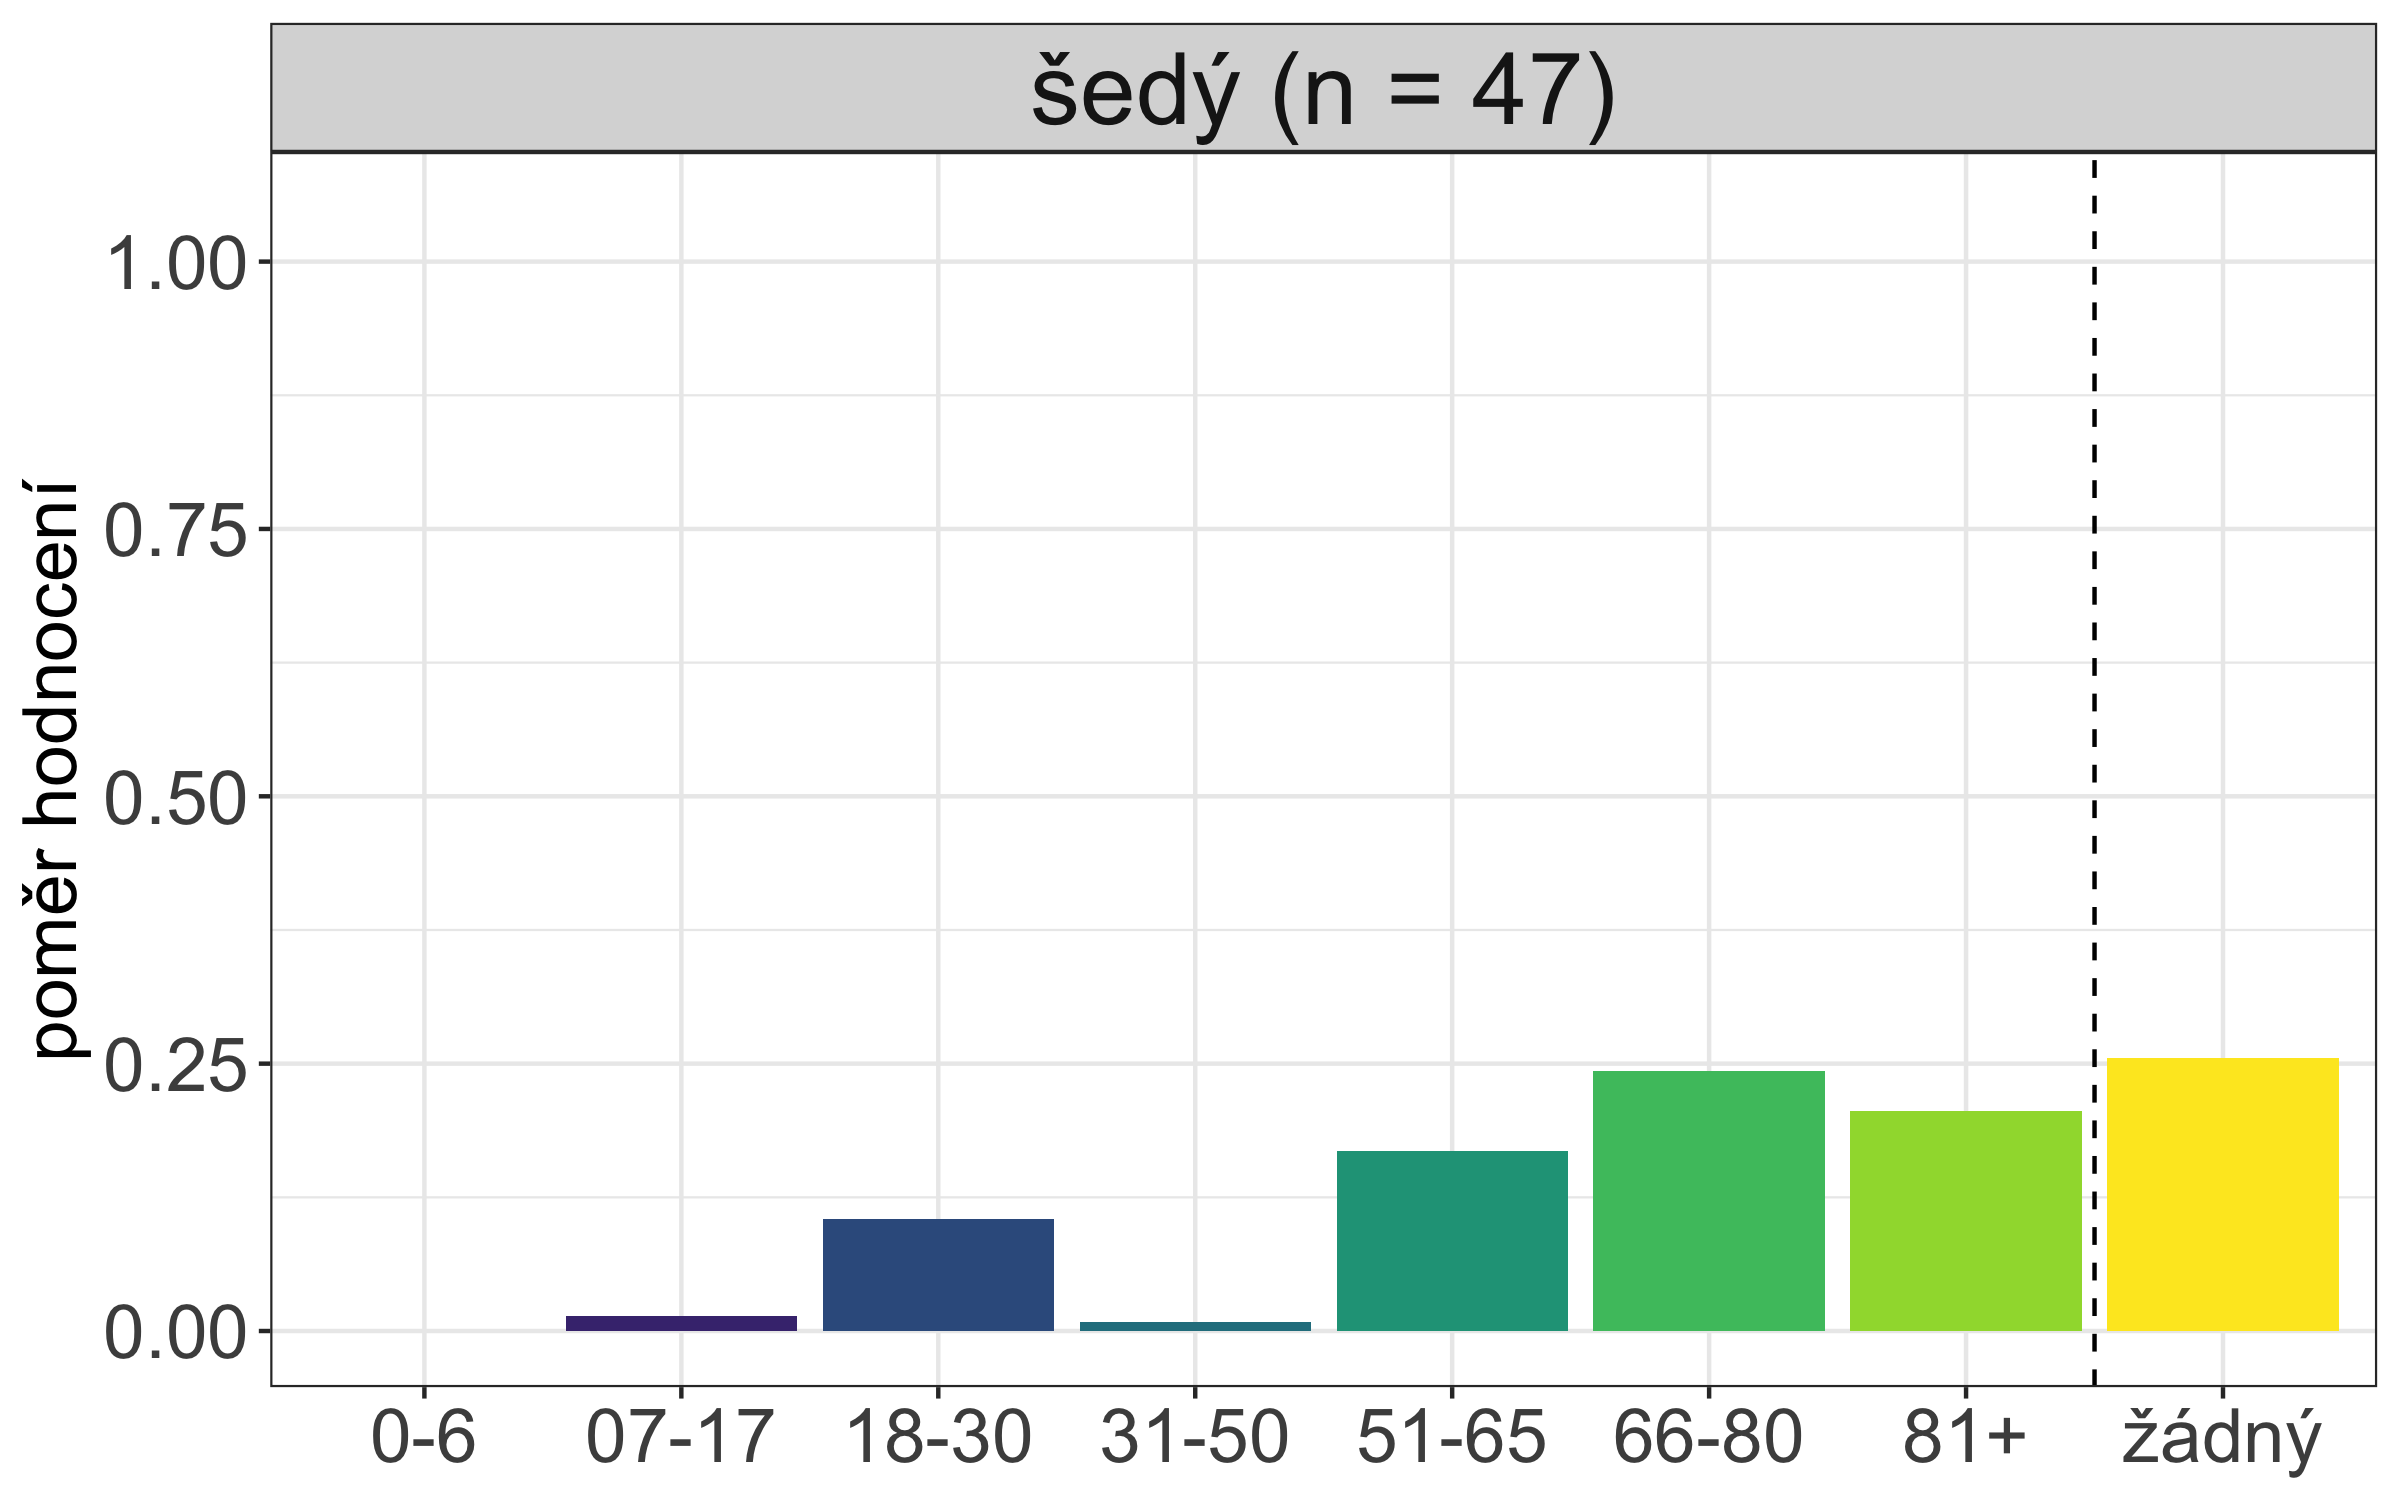 šedý (n = 47)
poměr hodnocení
1.00
0.75
0.50
0.25
0.00
0-6 07-17 18-30 31-50 51-65 66-80 81+ žádný